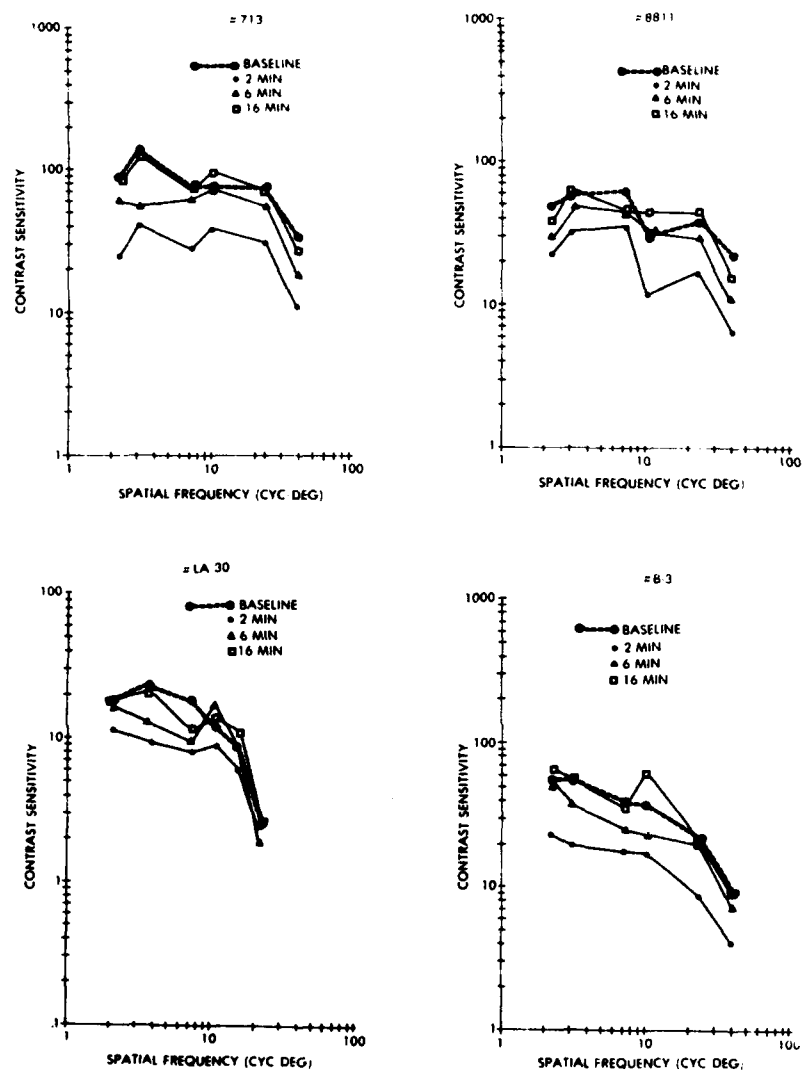 =713
1000
100
10
1
BASELINE
2 MIN
6 MIN
16 MIN
CONTRAST SENSITIVITY
1
10
100
SPATIAL FREQUENCY (CYC DEG)
=8811
1000
100
10
1
BASELINE
2 MIN
6 MIN
16 MIN
CONTRAST SENSITIVITY
1
10
100
SPATIAL FREQUENCY (CYC DEG)
=LA 30
100
10
1
.1
BASELINE
2 MIN
6 MIN
16 MIN
CONTRAST SENSITIVITY
1
10
100
SPATIAL FREQUENCY (CYC DEG)
=B 3
1000
100
10
1
BASELINE
2 MIN
6 MIN
16 MIN
CONTRAST SENSITIVITY
1
10
100
SPATIAL FREQUENCY (CYC DEG)